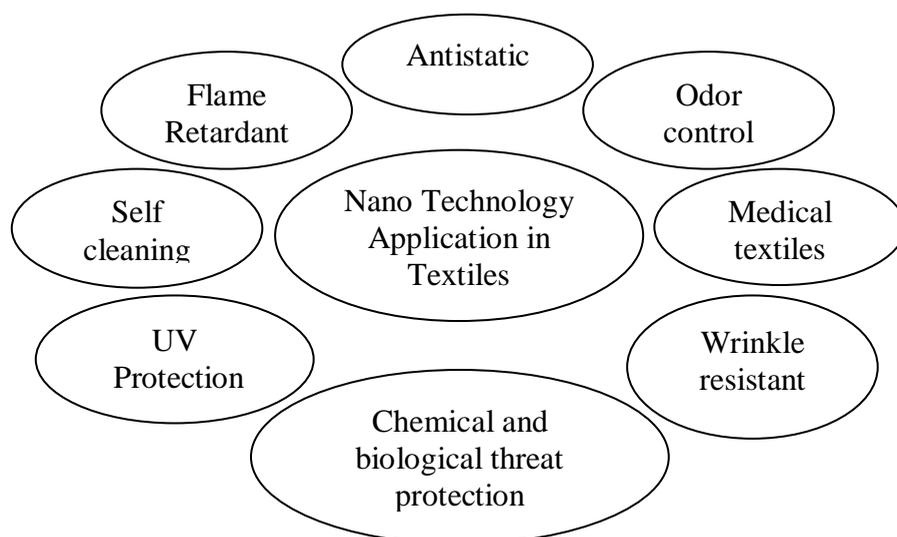 Antistatic
Flame
Retardant
Odor
control
Self
cleaning
Nano Technology
Application in
Textiles
Medical
textiles
UV
Protection
Wrinkle
resistant
Chemical and
biological threat
protection